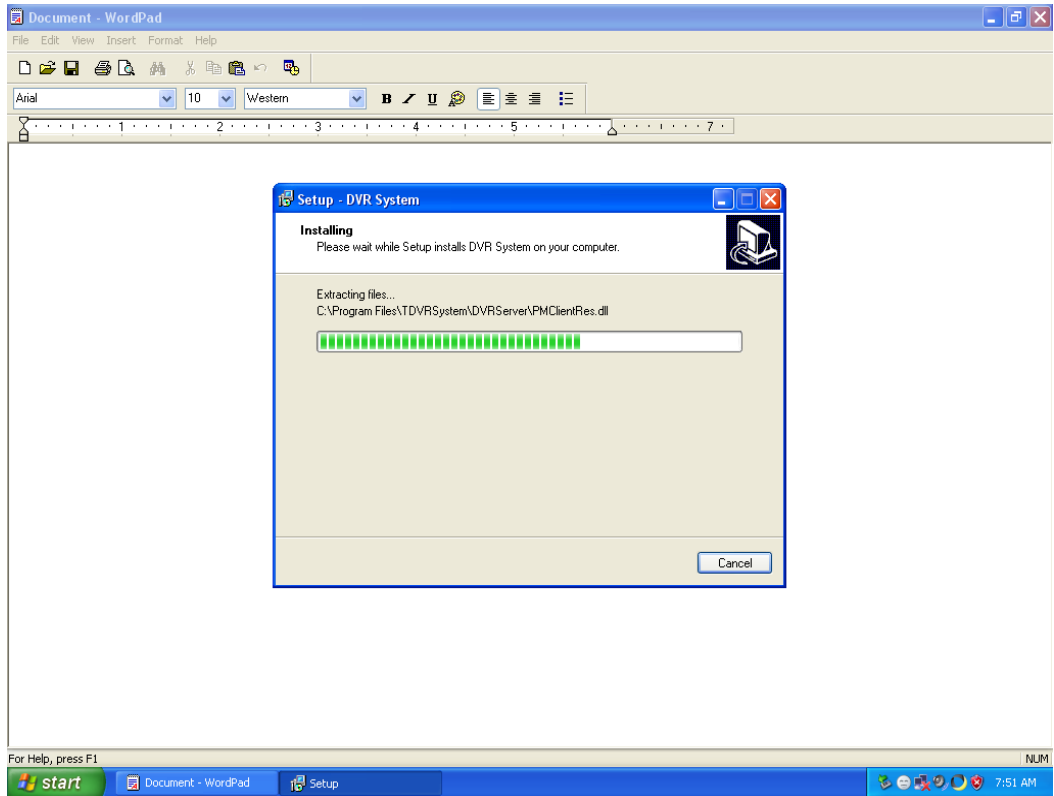 Document - WordPad
File Edit View Insert Format Help
Arial 10 Western B / U
1 2 3 4 5 7
Setup - DVR System
Installing
Please wait while Setup installs DVR System on your computer.
Extracting files...
C:\Program Files\TDVRSystem\DVRServer\PMClientRes.dll
Cancel
For Help, press F1 NUM
start Document - WordPad Setup 7:51 AM